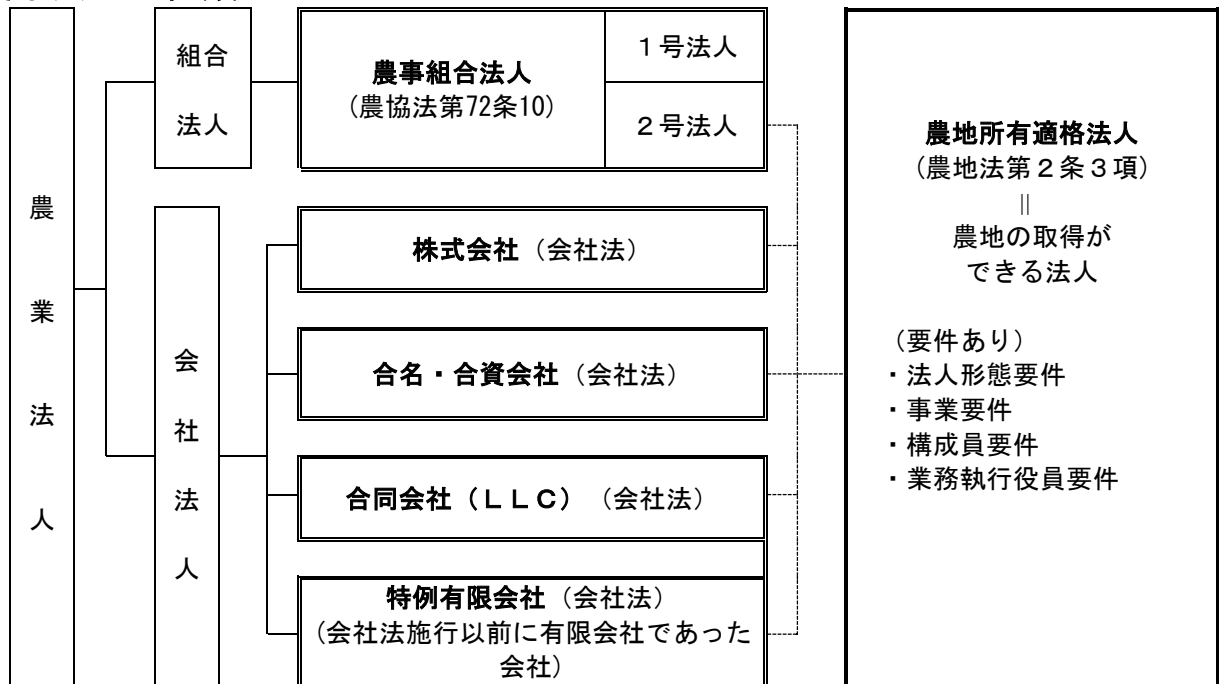 農業法人
組合
法人
農事組合法人
(農協法第72条10)
1号法人
2号法人
会社法人
株式会社（会社法）
合名・合資会社（会社法）
合同会社（ＬＬＣ）（会社法）
特例有限会社（会社法）
(会社法施行以前に有限会社であった
会社)
農地所有適格法人
（農地法第２条３項）
||
農地の取得が
できる法人
（要件あり）
・法人形態要件
・事業要件
・構成員要件
・業務執行役員要件